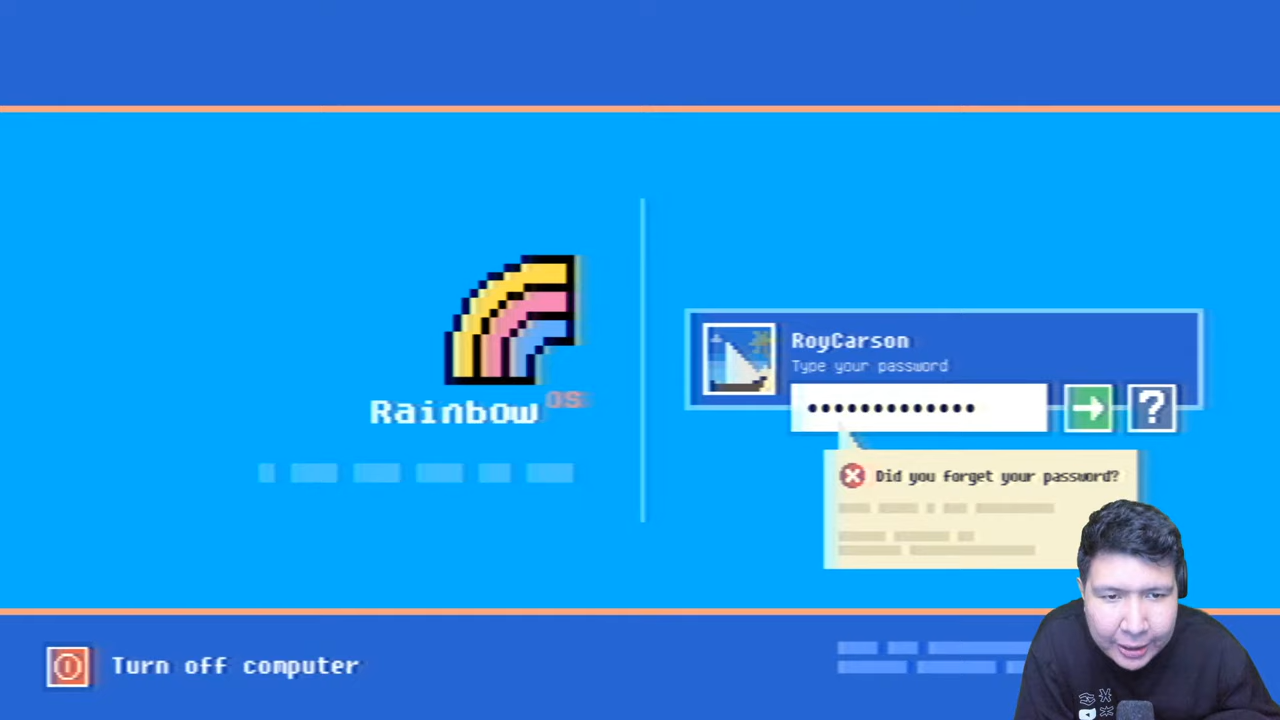 Rainbow OS
RoyCarson
Type your password
•••••••••••••
?
Did you forget your password?
Turn off computer